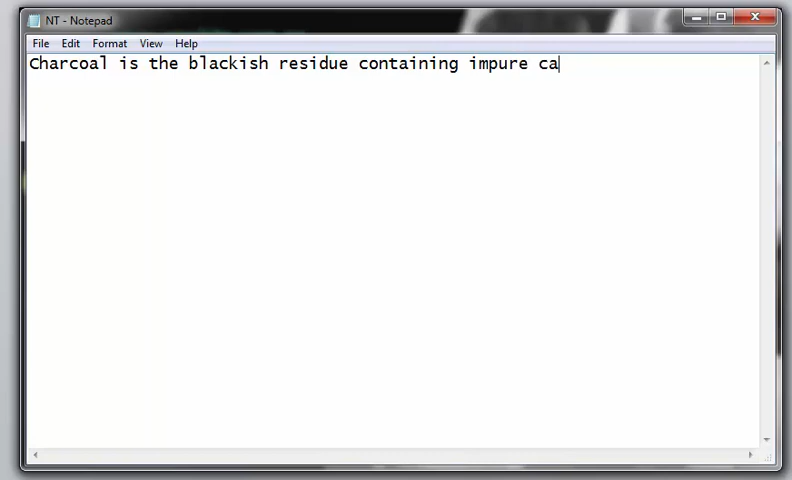 NT - Notepad
File Edit Format View Help
Charcoal is the blackish residue containing impure ca